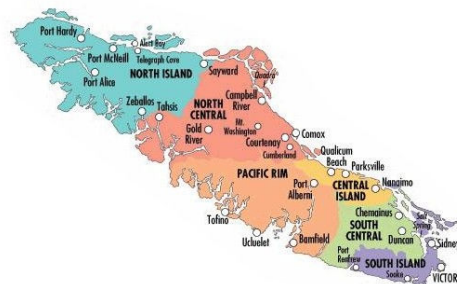 Port Hardy
Port McNeill
Alert Bay
Telegraph Cove
Port Alice
NORTH ISLAND
Sayward
Quadra I
Zeballos
Tahsis
NORTH
CENTRAL
Campbell
River
Gold
River
Mt.
Washington
Courtenay
Comox
Cumberland
Qualicum
Beach
Parksville
PACIFIC RIM
Port
Alberni
CENTRAL
ISLAND
Nanaimo
Tofino
Ucluelet
Bamfield
Chemainus
Salt
Spring I
SOUTH
CENTRAL
Duncan
Sidney
Port
Renfrew
SOUTH ISLAND
Sooke
VICTOR